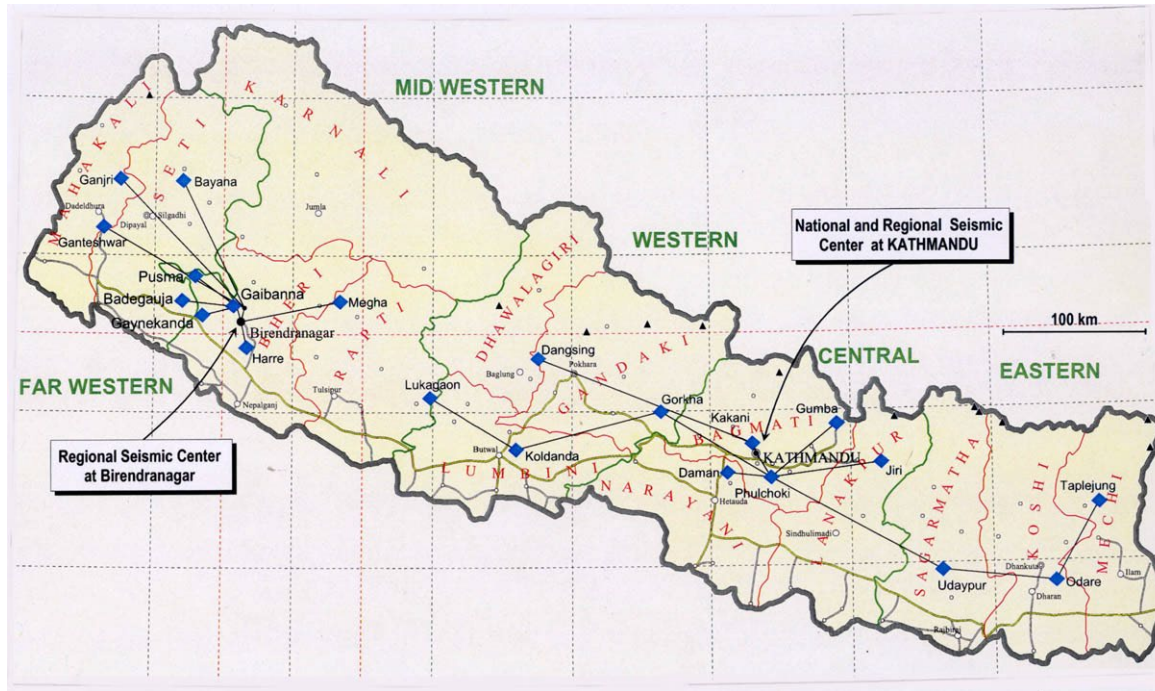 MID WESTERN
MAHAKALI
SETI
KARNALI
Ganjri
Bayana
Dadeldhura
Dipayal
Silgadhi
Jumla
Ganteshwar
National and Regional Seismic
Center at KATHMANDU
WESTERN
Pusma
Badegauja
Gaibanna
Megha
Gaynekanda
Birendranagar
BHERI
RAPTI
DHAWALAGIRI
100 km
Harre
Dangsing
Pokhara
GANDAKI
CENTRAL
EASTERN
FAR WESTERN
Baglung
Tulsipur
Lukagaon
Nepalganj
Gorkha
Kakani
Gumba
BAGMATI
Regional Seismic Center
at Birendranagar
Butwal
Koldanda
KATHMANDU
LUMBINI
Daman
Jiri
Phulchoki
NARAYANI
JANAKPUR
SAGARMATHA
KOSHI
MECHI
Taplejung
Hetauda
Sindhulimadi
Dhankuta
Udaypur
Odare
Ilam
Dharan
Rajbiraj